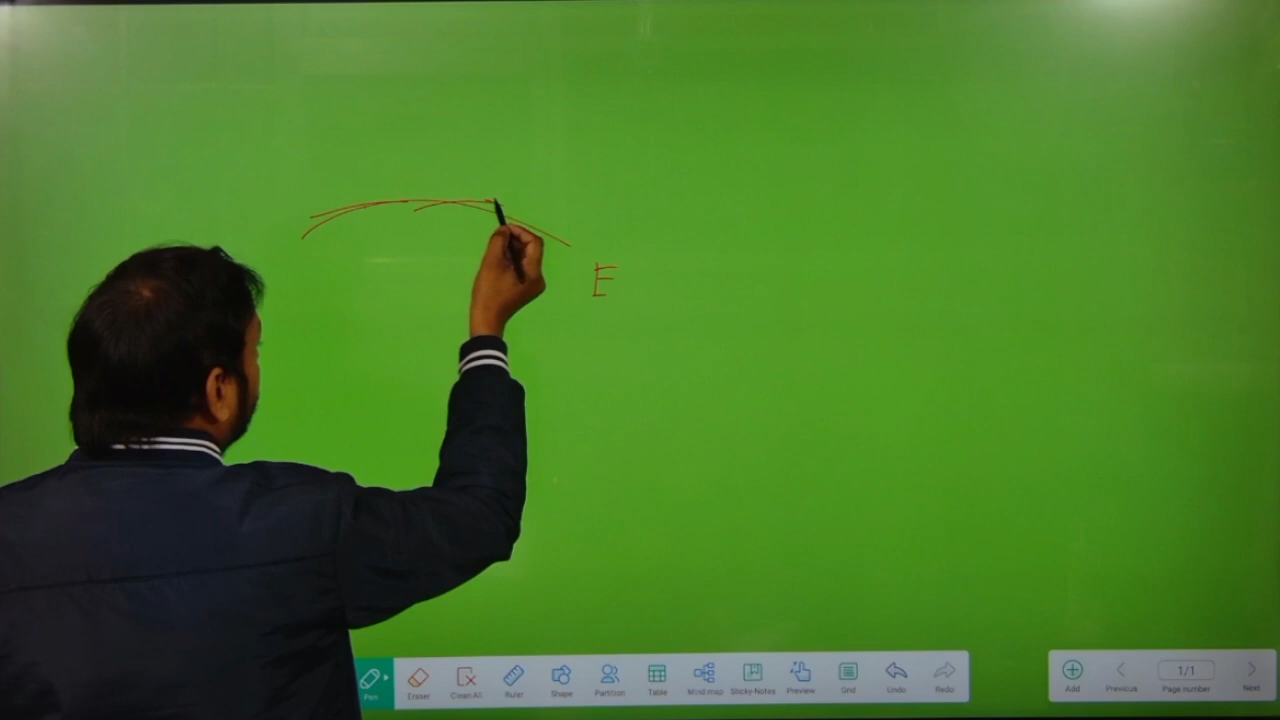 E
Pen
Eraser
Clean All
Ruler
Shape
Partition
Table
Mind map
Sticky-Notes
Preview
Grid
Undo
Redo
Add
Previous
1/1
Page number
Next